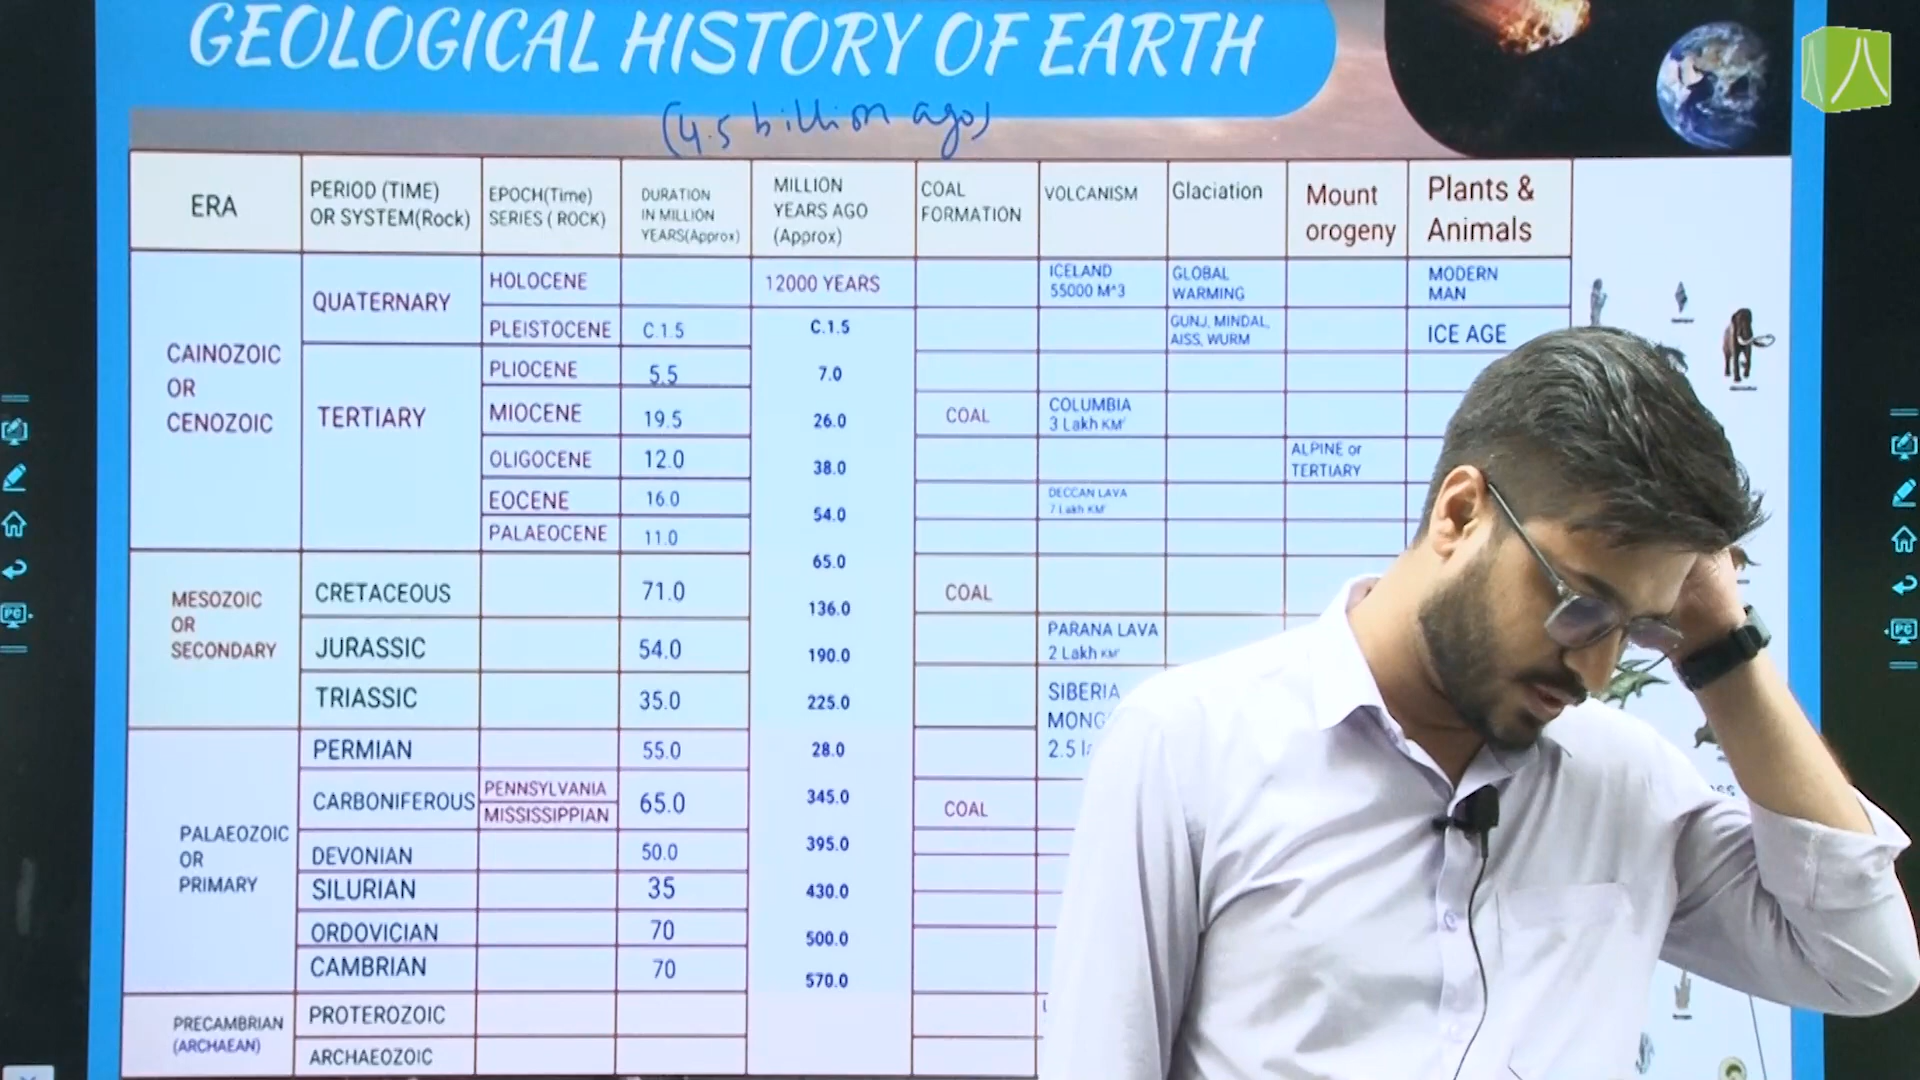 GEOLOGICAL HISTORY OF EARTH
(4.5 billion ago)
ERA
PERIOD (TIME)
OR SYSTEM(Rock)
EPOCH(Time)
SERIES ( ROCK)
DURATION
IN MILLION
YEARS(Approx)
MILLION
YEARS AGO
(Approx)
COAL
FORMATION
VOLCANISM
Glaciation
Mount
orogeny
Plants &
Animals
CAINOZOIC
OR
CENOZOIC
QUATERNARY
HOLOCENE
12000 YEARS
ICELAND
55000 M^3
GLOBAL
WARMING
MODERN
MAN
PLEISTOCENE
C.1.5
C.1.5
GUNJ, MINDAL,
AISS, WURM
ICE AGE
TERTIARY
PLIOCENE
5.5
7.0
MIOCENE
19.5
26.0
COAL
COLUMBIA
3 Lakh KM
OLIGOCENE
12.0
38.0
ALPINE or
TERTIARY
EOCENE
16.0
54.0
DECCAN LAVA
7 Lakh KM
PALAEOCENE
11.0
65.0
MESOZOIC
OR
SECONDARY
CRETACEOUS
71.0
136.0
COAL
JURASSIC
54.0
190.0
PARANA LAVA
2 Lakh KM
TRIASSIC
35.0
225.0
SIBERIA
MONG
2.5
PALAEOZOIC
OR
PRIMARY
PERMIAN
55.0
28.0
CARBONIFEROUS
PENNSYLVANIA
MISSISSIPPIAN
65.0
345.0
COAL
DEVONIAN
50.0
395.0
SILURIAN
35
430.0
ORDOVICIAN
70
500.0
CAMBRIAN
70
570.0
PRECAMBRIAN
(ARCHAEAN)
PROTEROZOIC
ARCHAEOZOIC
PC
PC